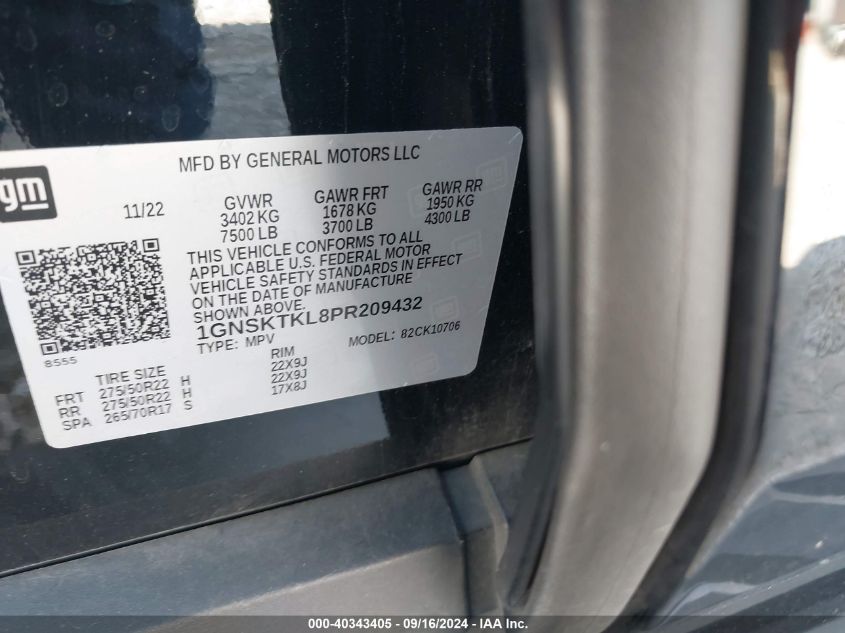 MFD BY GENERAL MOTORS LLC
gm
11/22
GVWR
3402 KG
7500 LB
GAWR FRT
1678 KG
3700 LB
GAWR RR
1950 KG
4300 LB
THIS VEHICLE CONFORMS TO ALL
APPLICABLE U.S. FEDERAL MOTOR
VEHICLE SAFETY STANDARDS IN EFFECT
ON THE DATE OF MANUFACTURE
SHOWN ABOVE.
1GNSKTKL8PR209432
TYPE: MPV
MODEL: 82CK10706
8555
TIRE SIZE RIM
FRT 275/50R22 H 22X9J
RR 275/50R22 H 22X9J
SPA 265/70R17 S 17X8J
000-40343405 - 09/16/2024 - IAA Inc.